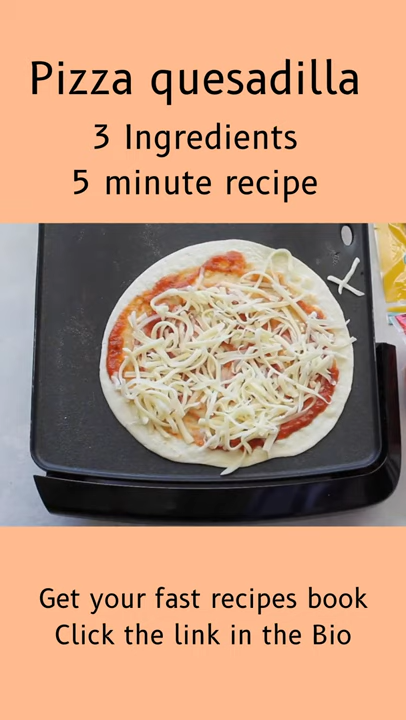 Pizza quesadilla
3 Ingredients
5 minute recipe
Get your fast recipes book
Click the link in the Bio